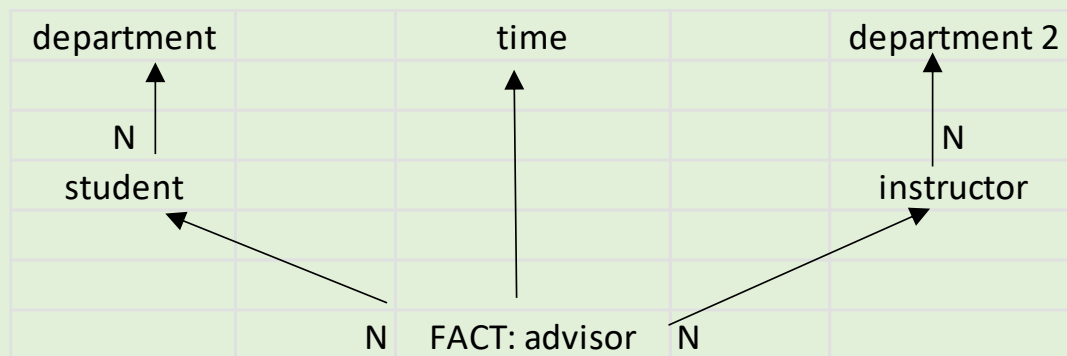 department time department 2
N N
student instructor
N FACT: advisor N